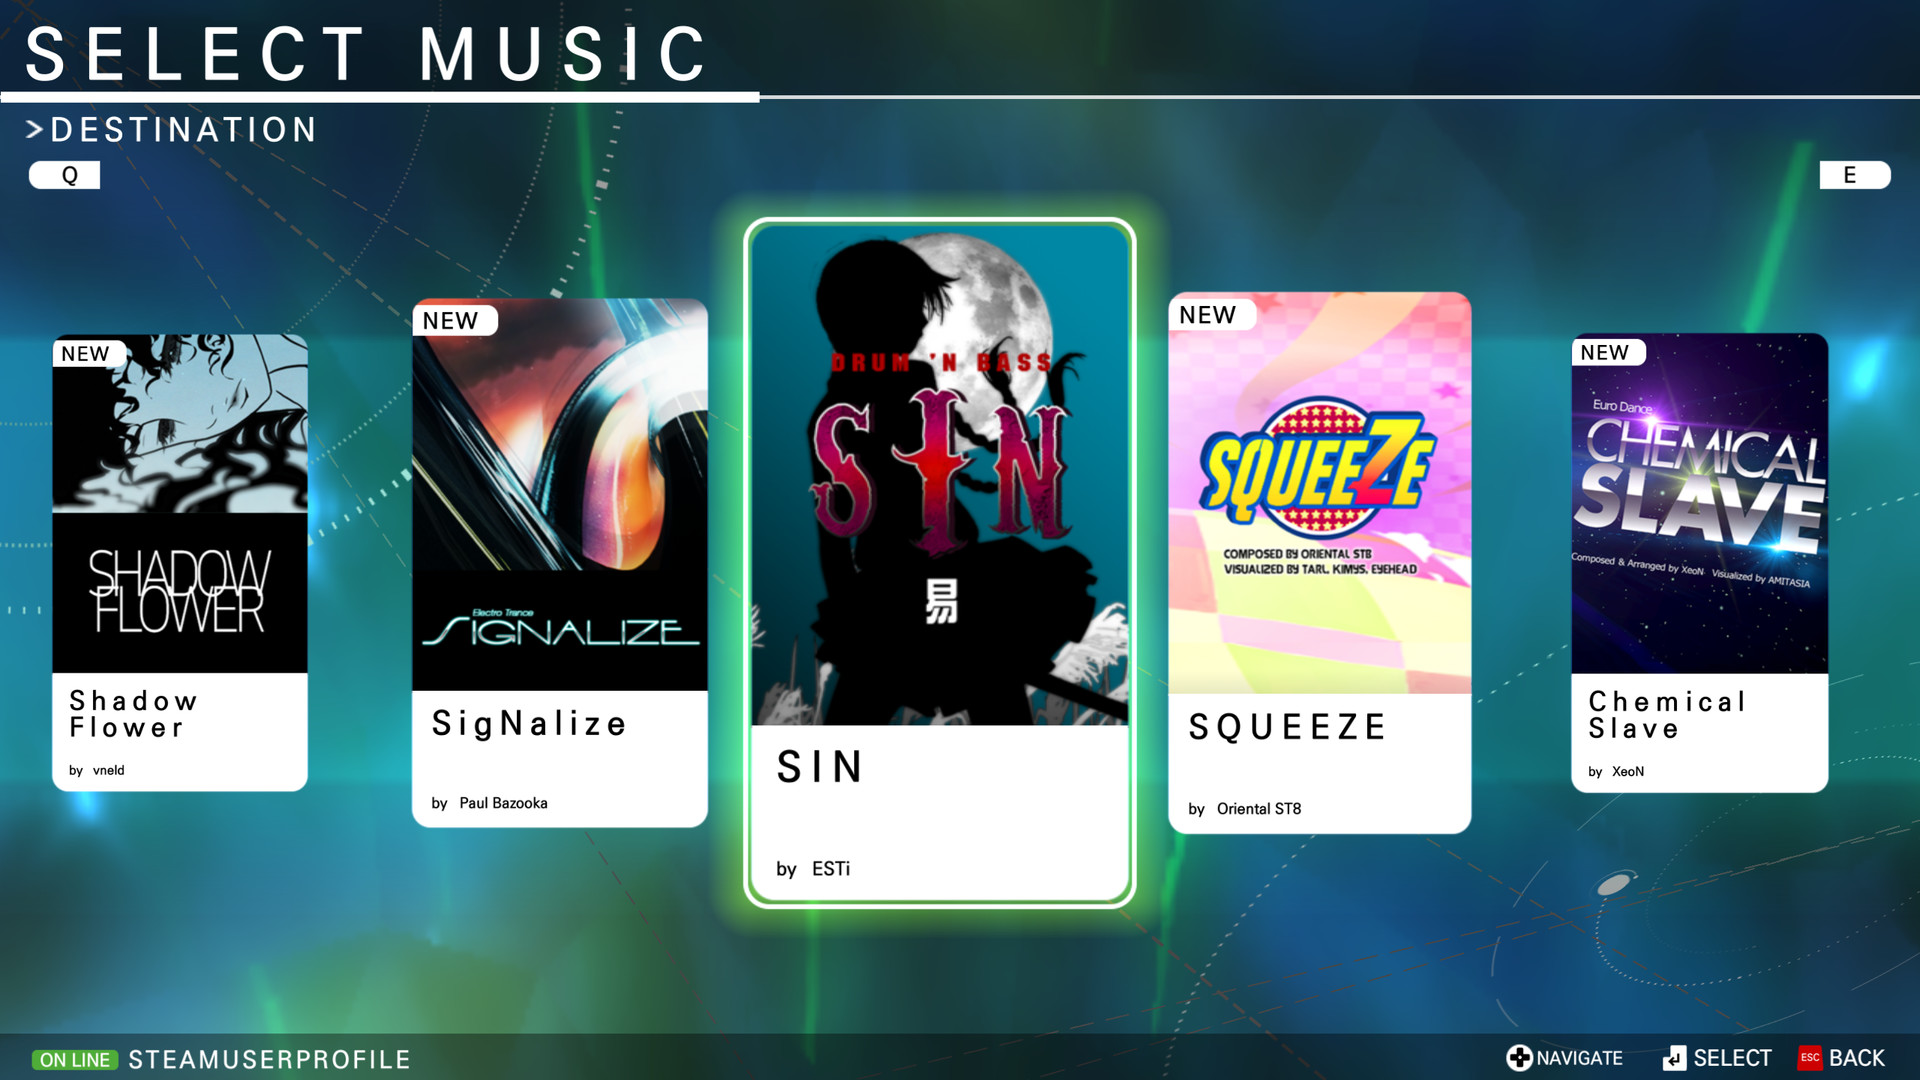 SELECT MUSIC
>DESTINATION
Q
E
NEW
SHADOW
FLOWER
Shadow
Flower
by vneld
NEW
Electro Trance
SIGNALIZE
SigNalize
by Paul Bazooka
DRUM 'N BASS
SIN
易
SIN
by ESTi
NEW
SQUEEZE
COMPOSED BY ORIENTAL ST8
VISUALIZED BY TARL, KIMYS, EYEHEAD
SQUEEZE
by Oriental ST8
NEW
Euro Dance
CHEMICAL
SLAVE
Composed & Arranged by XeoN Visualized by AMITASIA
Chemical
Slave
by XeoN
ON LINE STEAMUSERPROFILE
NAVIGATE
SELECT
ESC BACK